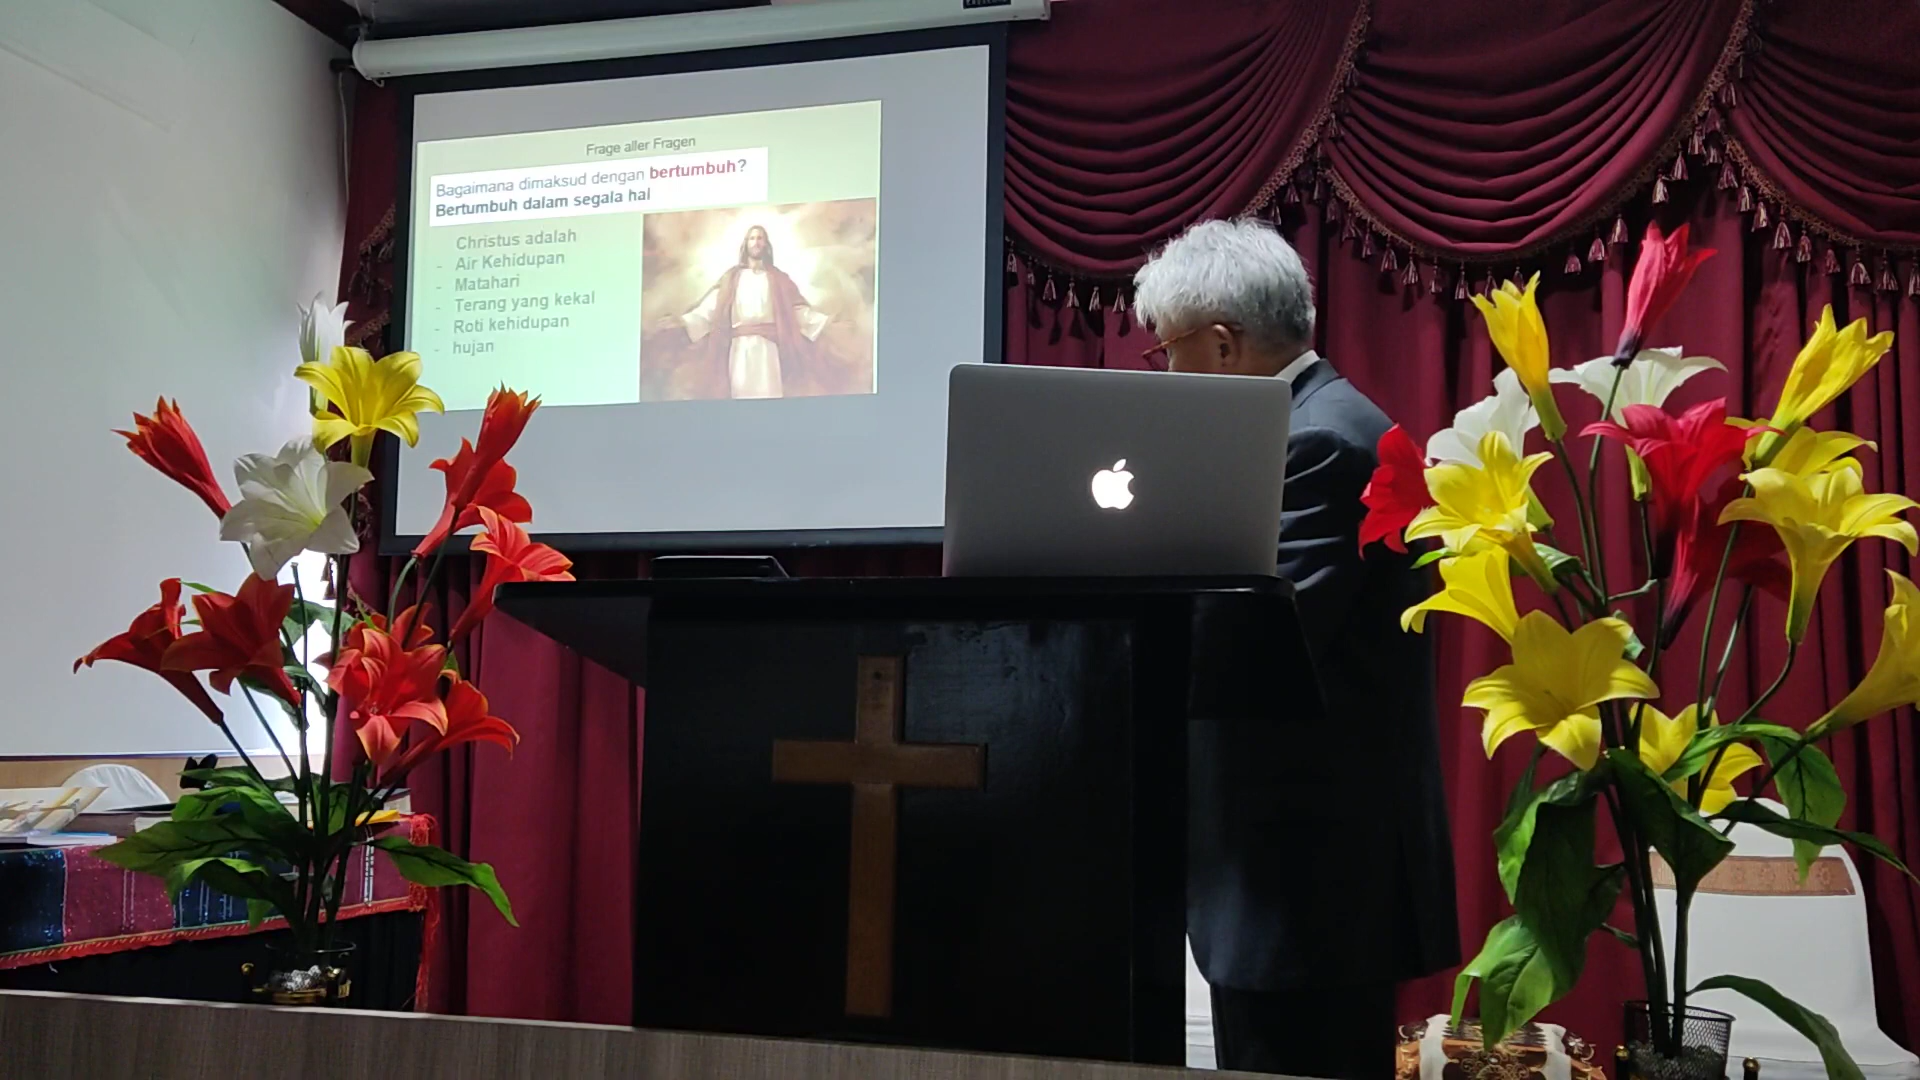 Frage aller Fragen
Bagaimana dimaksud dengan bertumbuh?
Bertumbuh dalam segala hal
Christus adalah
- Air Kehidupan
- Matahari
- Terang yang kekal
- Roti kehidupan
- hujan